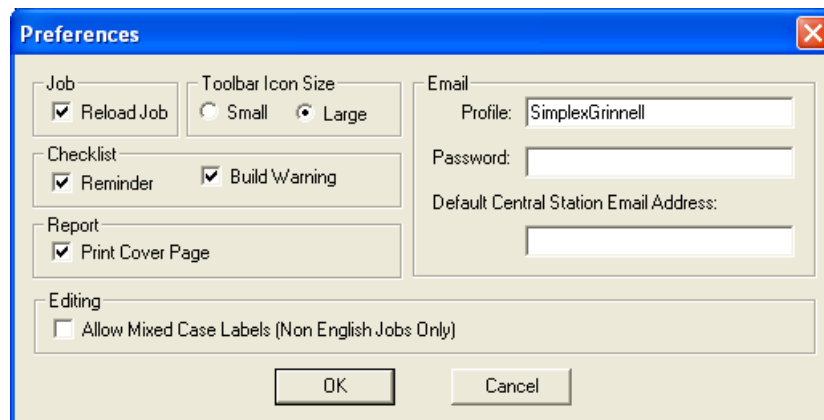 Preferences
Job
Reload Job
Toolbar Icon Size
Small Large
Checklist
Reminder Build Warning
Report
Print Cover Page
Email
Profile: SimplexGrinnell
Password:
Default Central Station Email Address:
Editing
Allow Mixed Case Labels (Non English Jobs Only)
OK Cancel